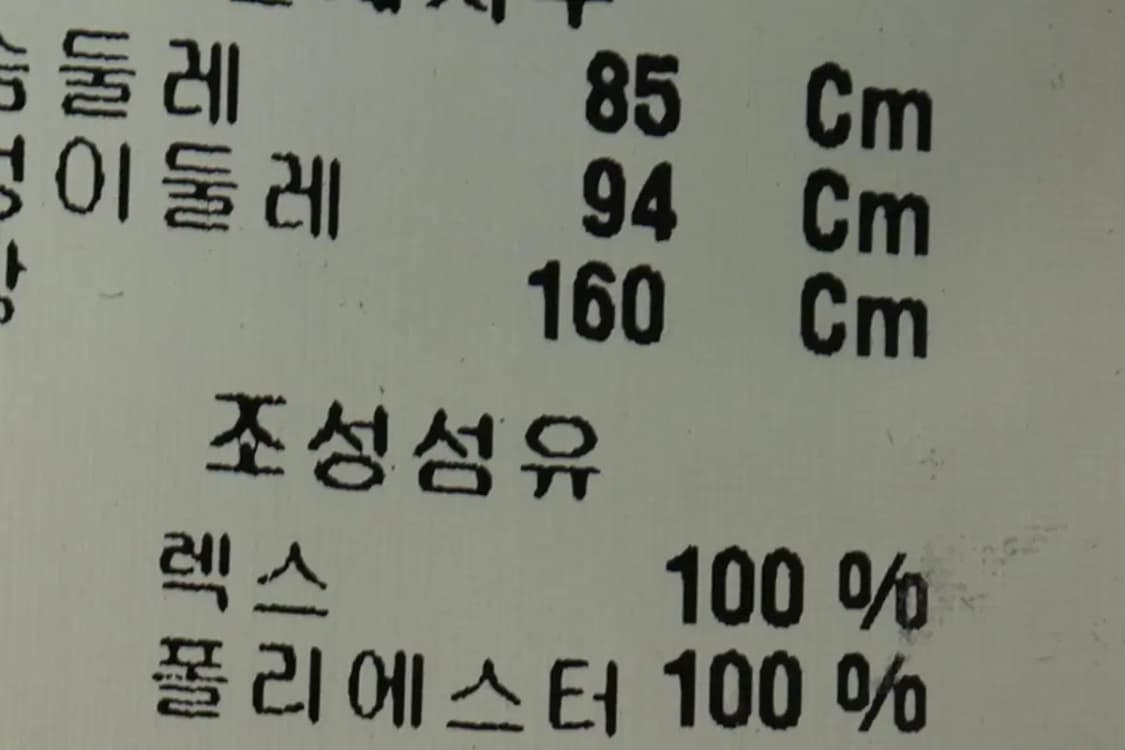 둘레 85 Cm
이둘레 94 Cm
160 Cm
조성섬유
렉스 100 %
폴리에스터 100 %